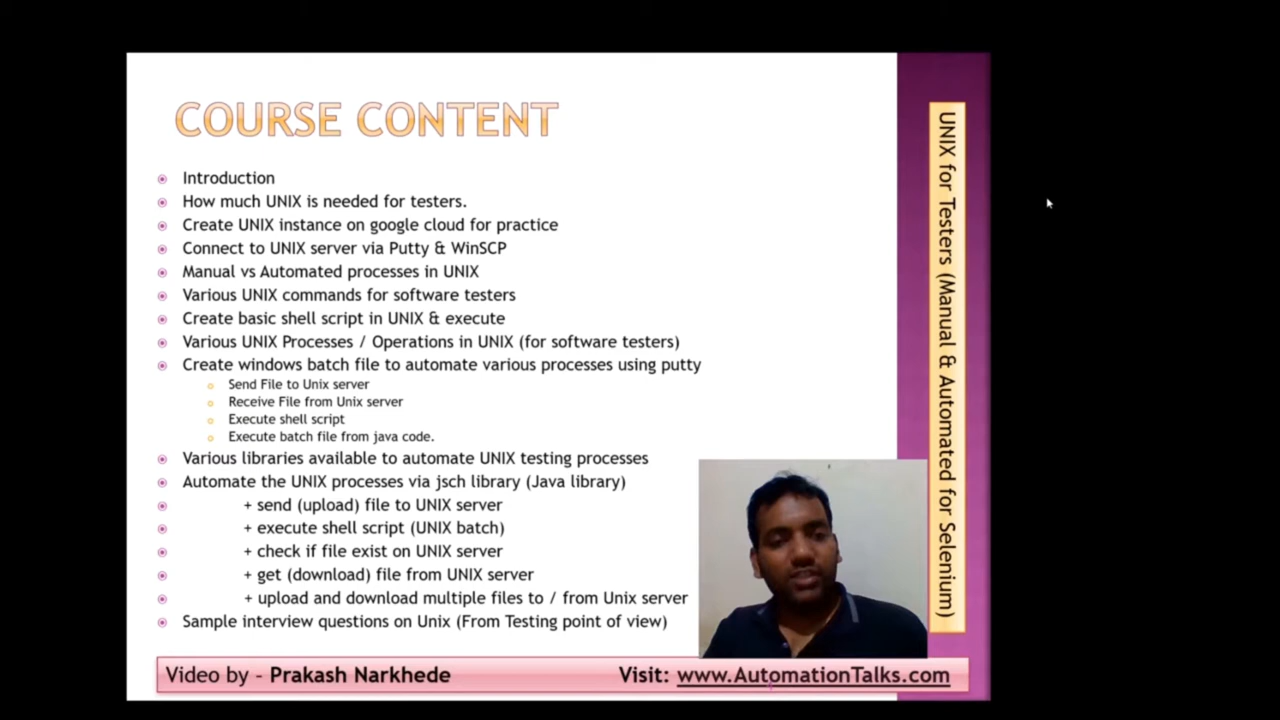 COURSE CONTENT
Introduction
How much UNIX is needed for testers.
Create UNIX instance on google cloud for practice
Connect to UNIX server via Putty & WinSCP
Manual vs Automated processes in UNIX
Various UNIX commands for software testers
Create basic shell script in UNIX & execute
Various UNIX Processes / Operations in UNIX (for software testers)
Create windows batch file to automate various processes using putty
Send File to Unix server
Receive File from Unix server
Execute shell script
Execute batch file from java code.
Various libraries available to automate UNIX testing processes
Automate the UNIX processes via jsch library (Java library)
+ send (upload) file to UNIX server
+ execute shell script (UNIX batch)
+ check if file exist on UNIX server
+ get (download) file from UNIX server
+ upload and download multiple files to / from Unix server
Sample interview questions on Unix (From Testing point of view)
UNIX for Testers (Manual & Automated for Selenium)
Video by - Prakash Narkhede
Visit: www.AutomationTalks.com